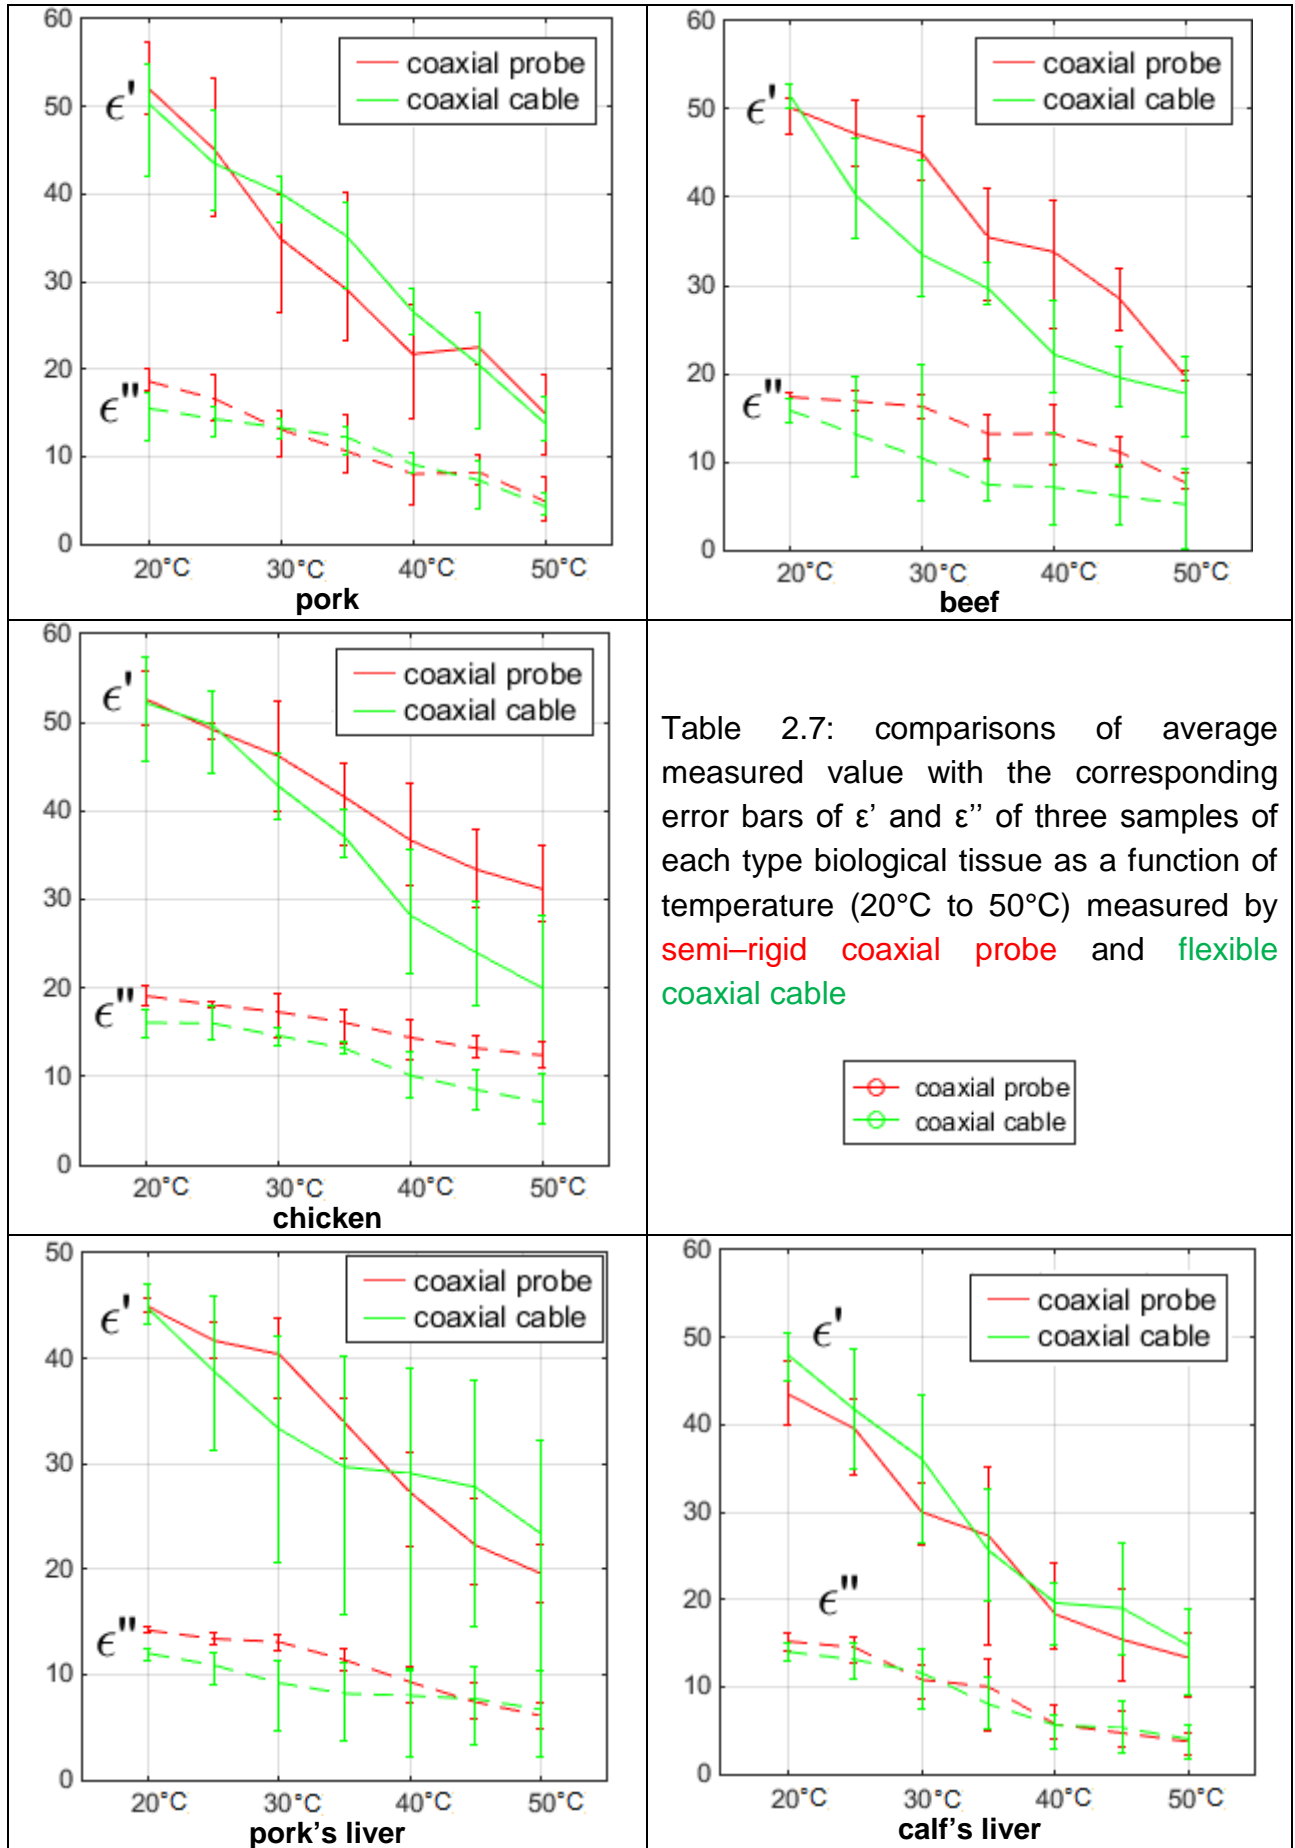 60
50
40
30
20
10
0
ϵ'
ϵ"
coaxial probe
coaxial cable
20°C 30°C 40°C 50°C
pork
60
50
40
30
20
10
0
ϵ'
ϵ"
coaxial probe
coaxial cable
20°C 30°C 40°C 50°C
beef
60
50
40
30
20
10
0
ϵ'
ϵ"
coaxial probe
coaxial cable
20°C 30°C 40°C 50°C
chicken
Table 2.7: comparisons of average
measured value with the corresponding
error bars of ε’ and ε’’ of three samples of
each type biological tissue as a function of
temperature (20°C to 50°C) measured by
semi–rigid coaxial probe and flexible
coaxial cable
coaxial probe
coaxial cable
50
40
30
20
10
0
ϵ'
ϵ"
coaxial probe
coaxial cable
20°C 30°C 40°C 50°C
pork's liver
60
50
40
30
20
10
0
ϵ'
ϵ"
coaxial probe
coaxial cable
20°C 30°C 40°C 50°C
calf's liver